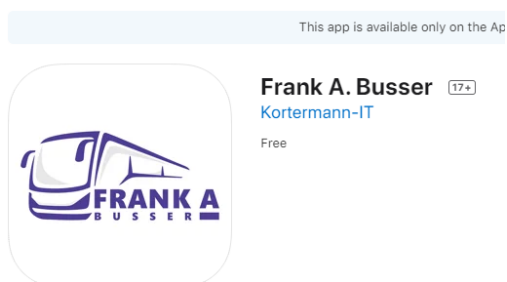 This app is available only on the Ap
Frank A. Busser 17+
Kortermann-IT
Free
FRANK A
BUSSER